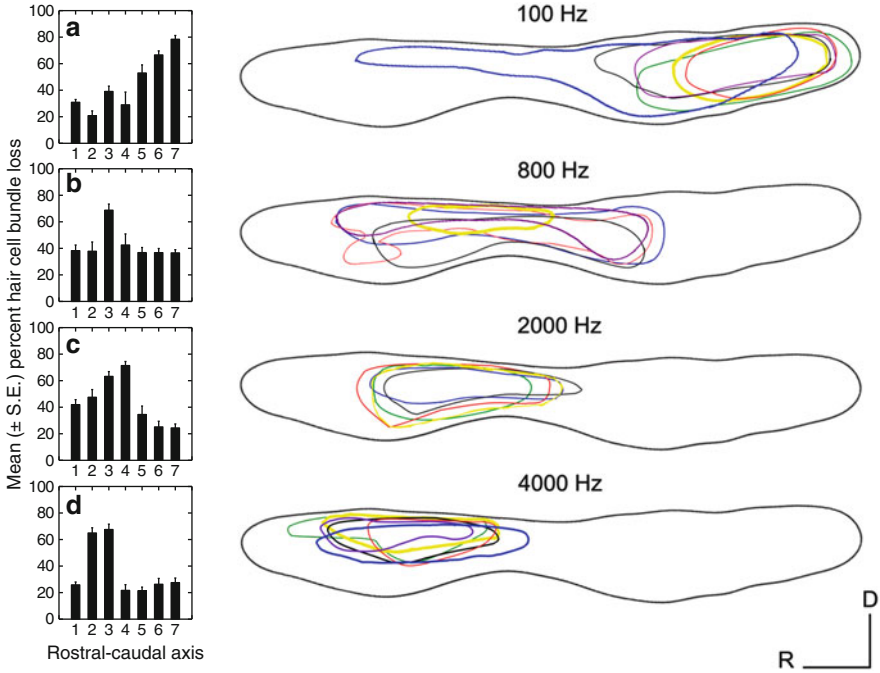 100 Hz
a
100
80
60
40
20
0
1 2 3 4 5 6 7
800 Hz
b
100
80
60
40
20
0
1 2 3 4 5 6 7
2000 Hz
c
100
80
60
40
20
0
1 2 3 4 5 6 7
4000 Hz
d
100
80
60
40
20
0
1 2 3 4 5 6 7
Mean (± S.E.) percent hair cell bundle loss
Rostral-caudal axis
D
R